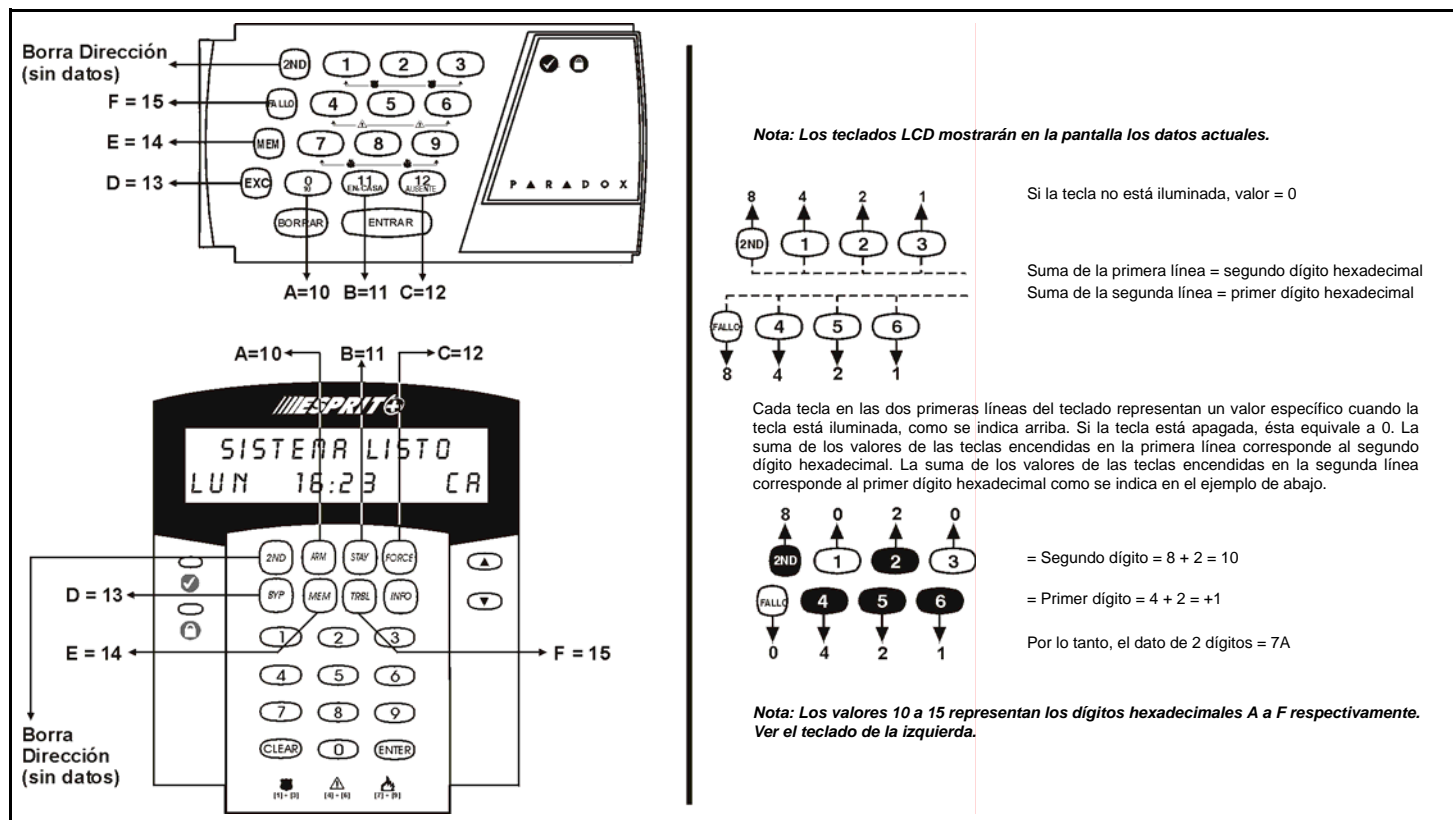 Borra Dirección
(sin datos)
F = 15
E = 14
D = 13
2ND 1 2 3
FALLO 4 5 6
MEM 7 8 9
EXC 0 10 11 EN CASA 12 AUSENTE
BORRAR ENTRAR
PARADOX
A=10 B=11 C=12
A=10 B=11 C=12
ESPRIT+
SISTEMA LISTO
LUN 16:23 CA
2ND ARM STAY FORCE
BYP MEM TRBL INFO
D = 13
1 2 3
E = 14
F = 15
4 5 6
7 8 9
CLEAR 0 ENTER
[1] + [3] [4] + [6] [7] + [9]
Borra
Dirección
(sin datos)
Nota: Los teclados LCD mostrarán en la pantalla los datos actuales.
8 4 2 1
2ND 1 2 3
Si la tecla no está iluminada, valor = 0
Suma de la primera línea = segundo dígito hexadecimal
Suma de la segunda línea = primer dígito hexadecimal
FALLO 4 5 6
8 4 2 1
Cada tecla en las dos primeras líneas del teclado representan un valor específico cuando la
tecla está iluminada, como se indica arriba. Si la tecla está apagada, ésta equivale a 0. La
suma de los valores de las teclas encendidas en la primera línea corresponde al segundo
dígito hexadecimal. La suma de los valores de las teclas encendidas en la segunda línea
corresponde al primer dígito hexadecimal como se indica en el ejemplo de abajo.
8 0 2 0
2ND 1 2 3
= Segundo dígito = 8 + 2 = 10
FALLO 4 5 6
= Primer dígito = 4 + 2 = +1
0 4 2 1
Por lo tanto, el dato de 2 dígitos = 7A
Nota: Los valores 10 a 15 representan los dígitos hexadecimales A a F respectivamente.
Ver el teclado de la izquierda.